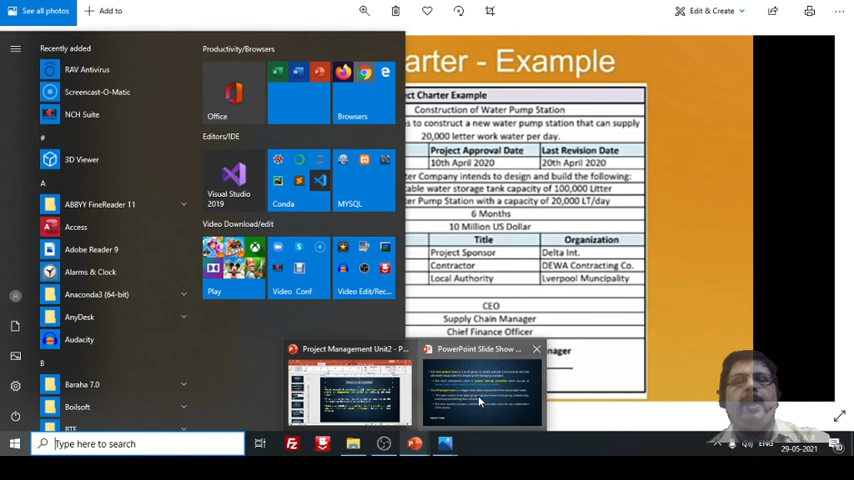 See all photos
Add to
Edit & Create
Recently added
RAV Antivirus
Screencast-O-Matic
NCH Suite
#
3D Viewer
A
ABBYY FineReader 11
Access
Adobe Reader 9
Alarms & Clock
Anaconda3 (64-bit)
AnyDesk
Audacity
B
Baraha 7.0
Boilsoft
BTF
Productivity/Browsers
Office
Browsers
Editors/IDE
Visual Studio
2019
Conda
MYSQL
Video Download/edit
Play
Video Conf
Video Edit/Rec...
arter - Example
ect Charter Example
Construction of Water Pump Station
s to construct a new water pump station that can supply
20,000 letter work water per day.
Project Approval Date
Last Revision Date
10th April 2020
20th April 2020
ter Company intends to design and build the following:
table water storage tank capacity of 100,000 Litter
er Pump Station with a capacity of 20,000 LT/day
6 Months
10 Million US Dollar
Title
Organization
Project Sponsor
Delta Int.
Contractor
DEWA Contracting Co.
Local Authority
Lverpool Muncipality
CEO
Supply Chain Manager
Chief Finance Officer
nager
Project Management Unit2 - P...
PowerPoint Slide Show ...
Type here to search
ENG
29-05-2021
10